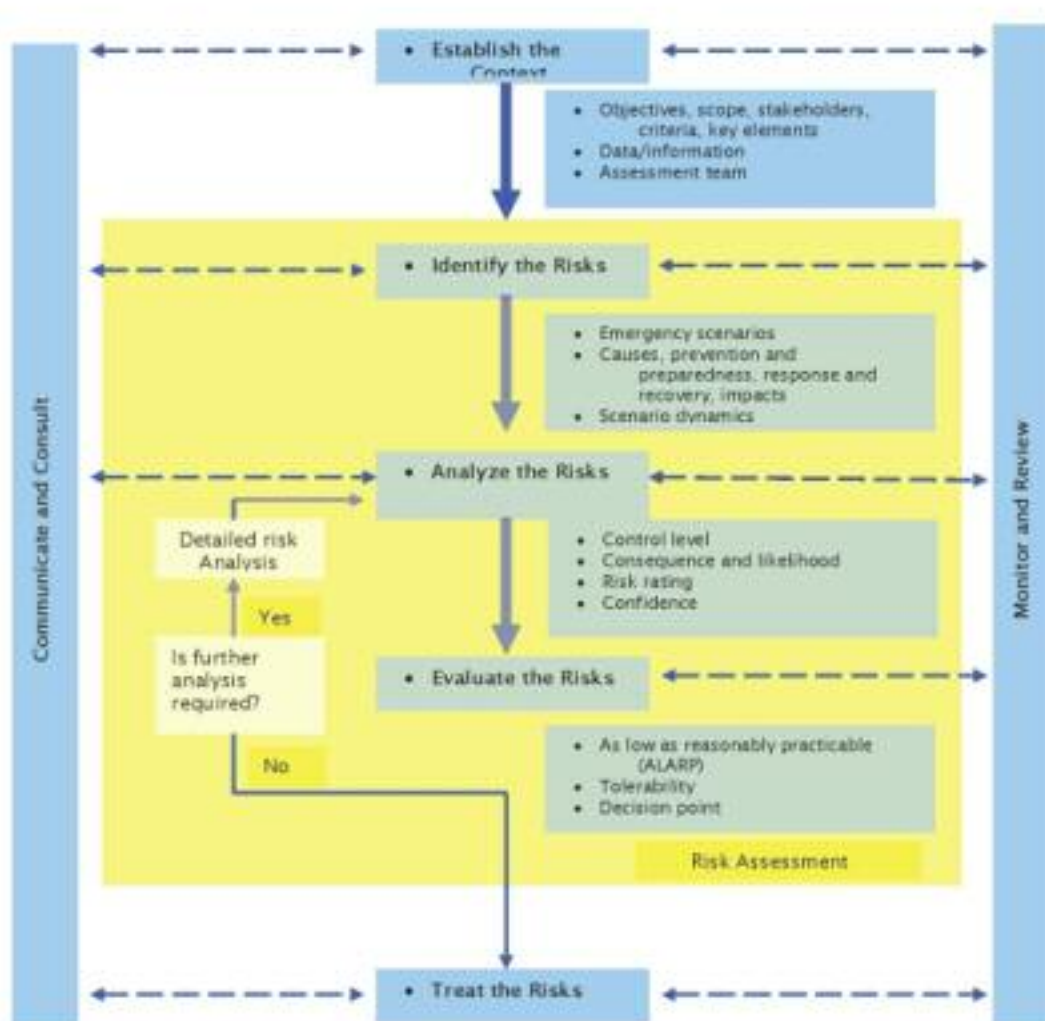 • Establish the
Context
• Objectives, scope, stakeholders,
criteria, key elements
• Data/information
• Assessment team
• Identify the Risks
• Emergency scenarios
• Causes, prevention and
preparedness, response and
recovery, impacts
• Scenario dynamics
• Analyze the Risks
Detailed risk
Analysis
• Control level
• Consequence and likelihood
• Risk rating
• Confidence
Yes
Is further
analysis
required?
• Evaluate the Risks
No
• As low as reasonably practicable
(ALARP)
• Tolerability
• Decision point
Risk Assessment
• Treat the Risks
Communicate and Consult
Monitor and Review